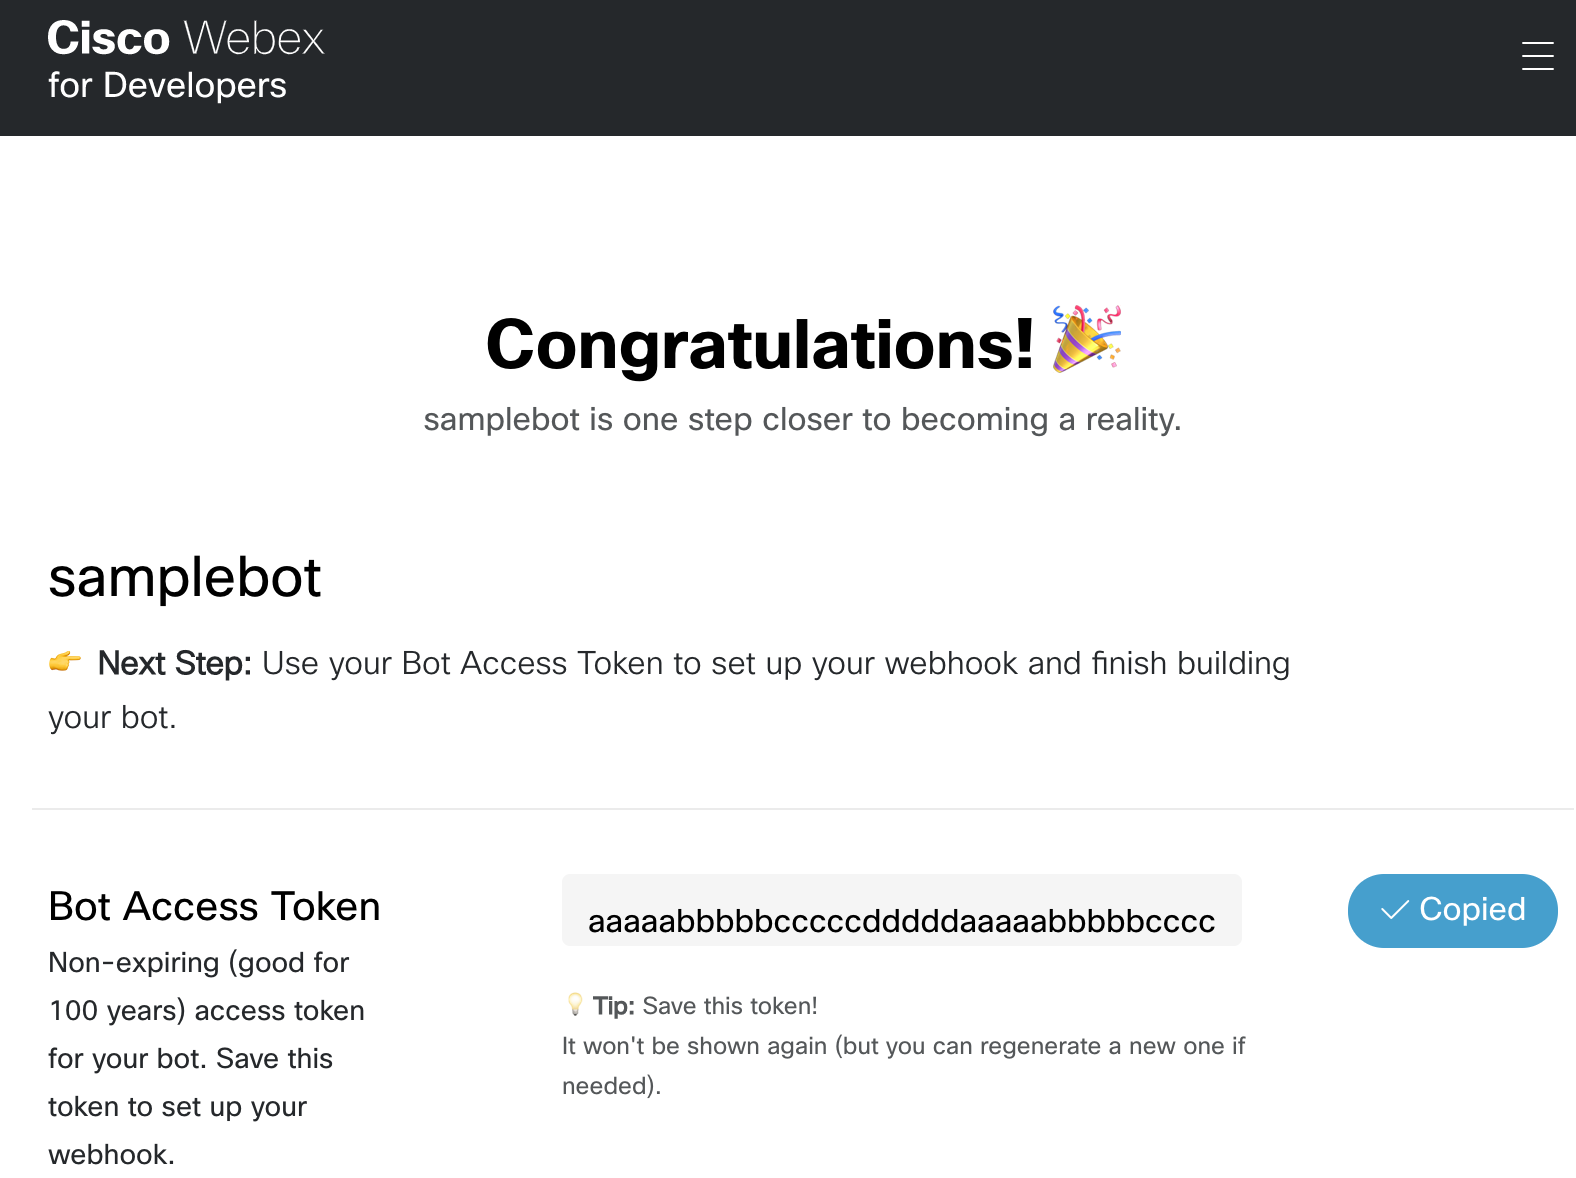 Cisco Webex
for Developers
Congratulations! 🎉
samplebot is one step closer to becoming a reality.
samplebot
👉 Next Step: Use your Bot Access Token to set up your webhook and finish building
your bot.
Bot Access Token
Non-expiring (good for
100 years) access token
for your bot. Save this
token to set up your
webhook.
aaaaabbbbbcccccdddddaaaaabbbbbcccc
Copied
💡 Tip: Save this token!
It won't be shown again (but you can regenerate a new one if
needed).